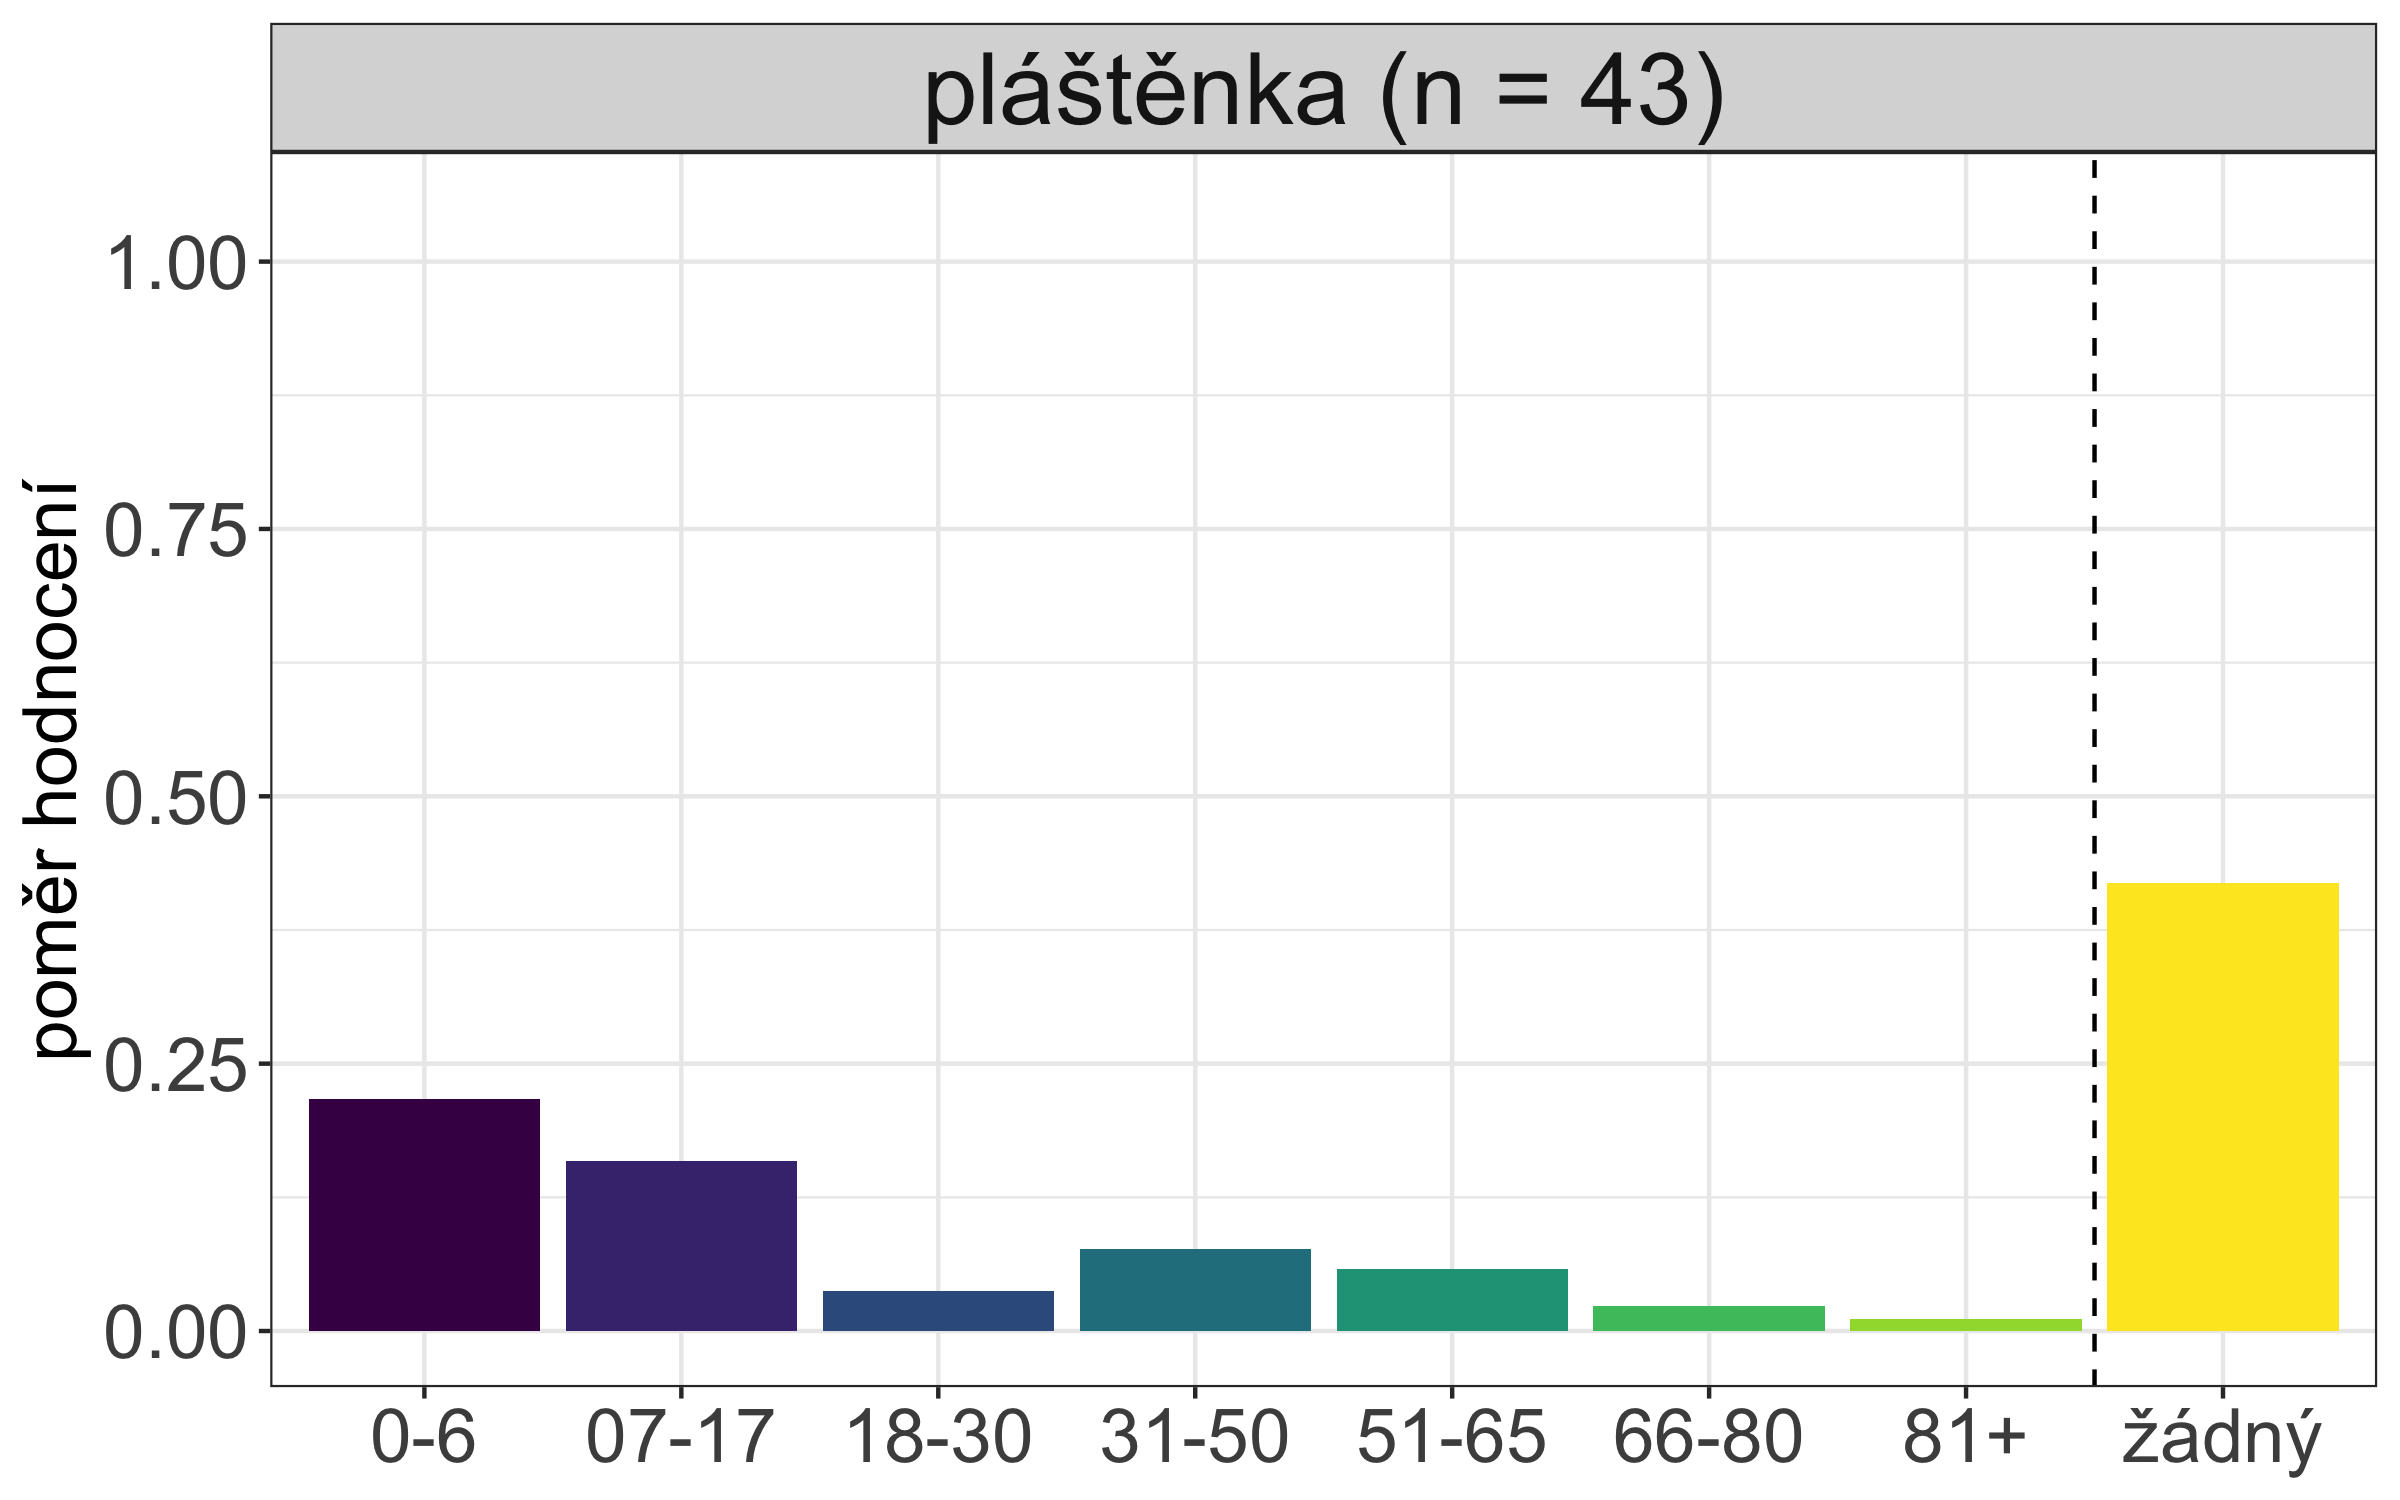 pláštěnka (n = 43)
poměr hodnocení
1.00
0.75
0.50
0.25
0.00
0-6 07-17 18-30 31-50 51-65 66-80 81+ žádný